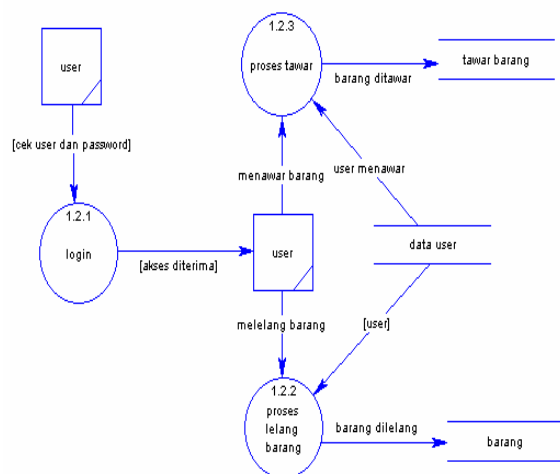 user
[cek user dan password]
1.2.1
login
[akses diterima]
user
menawar barang
1.2.3
proses tawar
barang ditawar
tawar barang
user menawar
data user
[user]
melelang barang
1.2.2
proses
lelang
barang
barang dilelang
barang